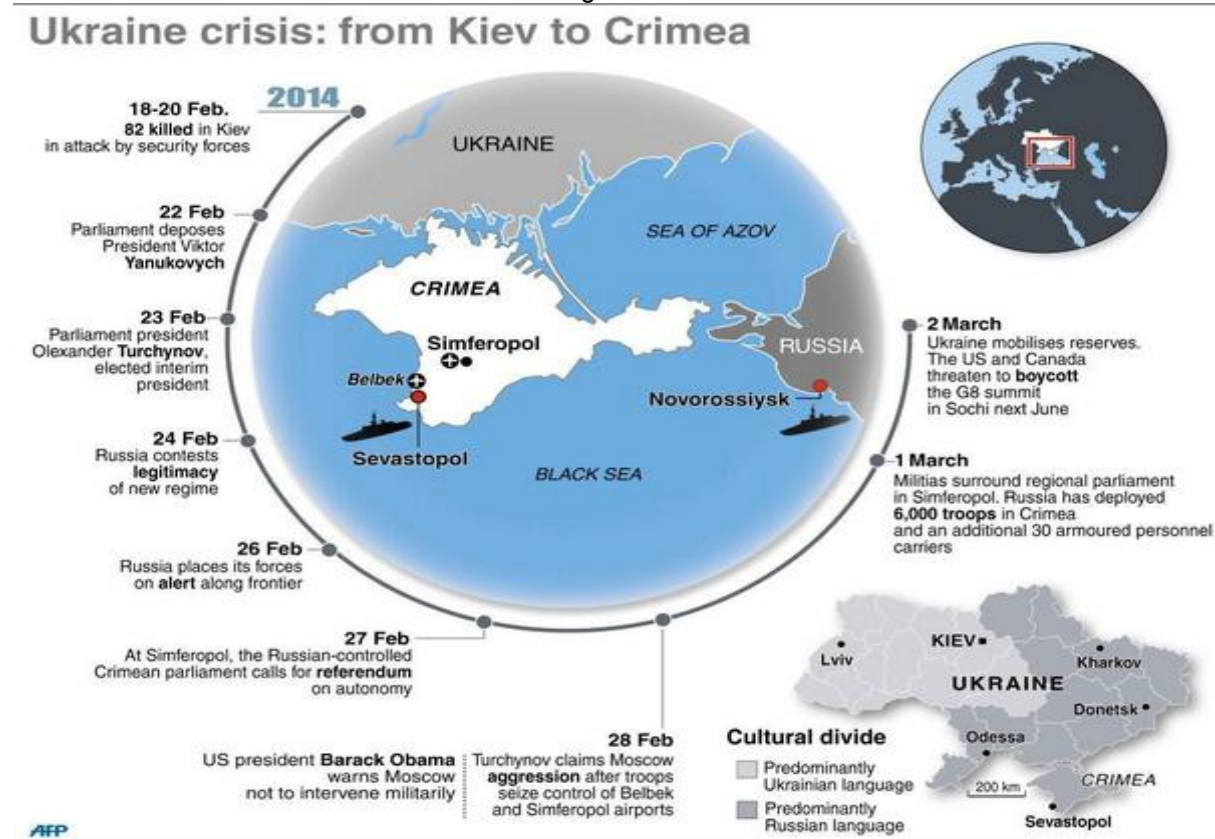 Ukraine crisis: from Kiev to Crimea
2014
18-20 Feb.
82 killed in Kiev
in attack by security forces
22 Feb
Parliament deposes
President Viktor
Yanukovych
23 Feb
Parliament president
Olexander Turchynov,
elected interim
president
24 Feb
Russia contests
legitimacy
of new regime
26 Feb
Russia places its forces
on alert along frontier
27 Feb
At Simferopol, the Russian-controlled
Crimean parliament calls for referendum
on autonomy
28 Feb
US president Barack Obama
warns Moscow
not to intervene militarily
Turchynov claims Moscow
aggression after troops
seize control of Belbek
and Simferopol airports
1 March
Militias surround regional parliament
in Simferopol. Russia has deployed
6,000 troops in Crimea
and an additional 30 armoured personnel
carriers
2 March
Ukraine mobilises reserves.
The US and Canada
threaten to boycott
the G8 summit
in Sochi next June
UKRAINE
SEA OF AZOV
CRIMEA
Simferopol
RUSSIA
Belbek
Novorossiysk
Sevastopol
BLACK SEA
KIEV
Lviv
Kharkov
UKRAINE
Donetsk
Odessa
CRIMEA
200 km
Sevastopol
Cultural divide
Predominantly
Ukrainian language
Predominantly
Russian language
AFP